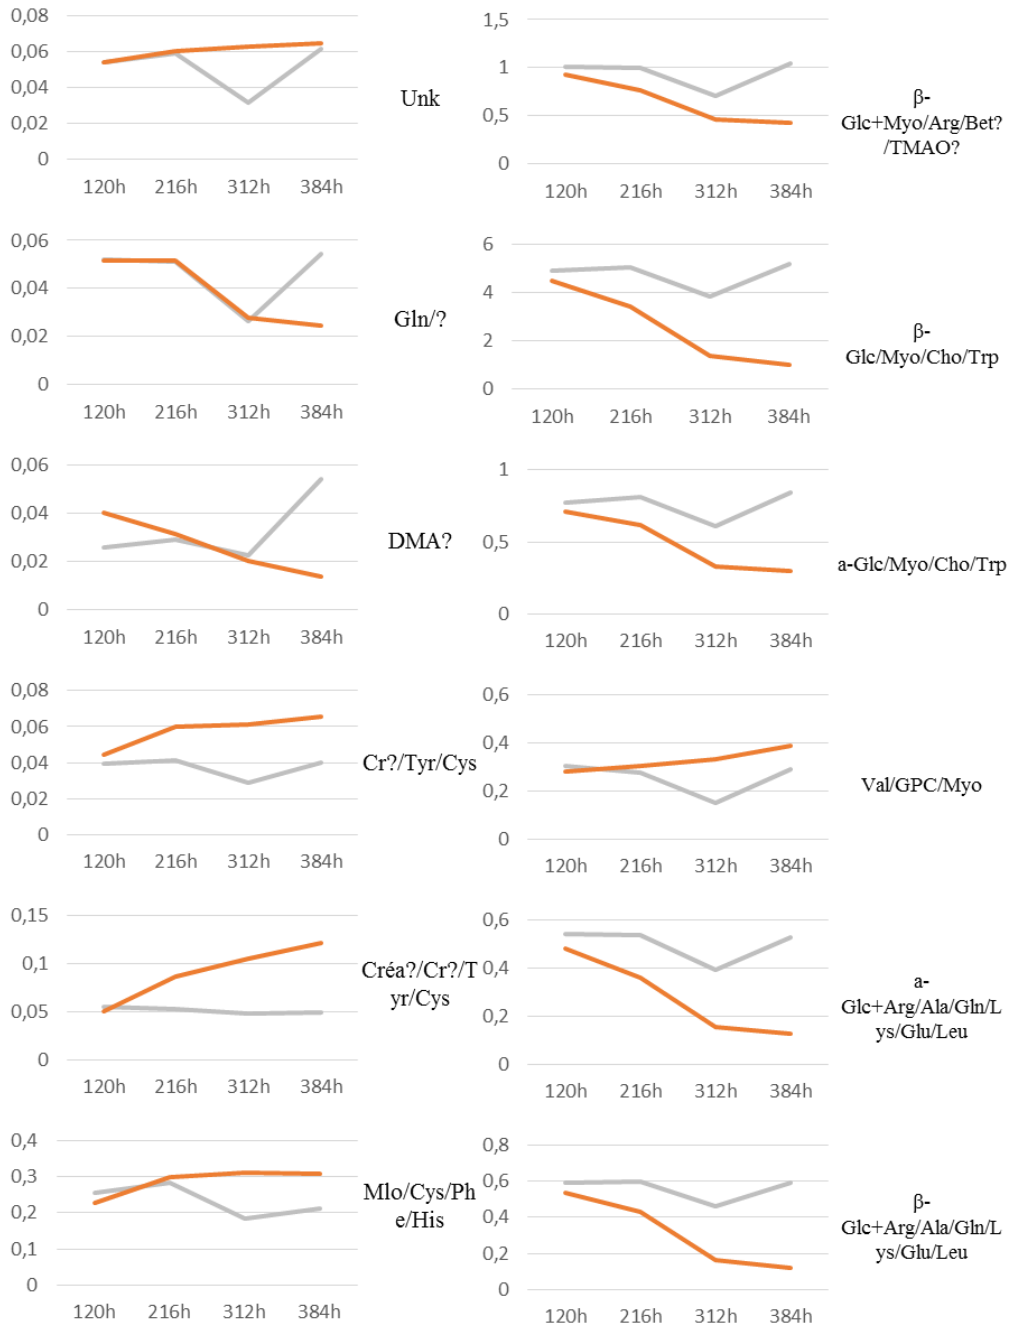 0,08
0,06
0,04
0,02
0
120h 216h 312h 384h
Unk
1,5
1
0,5
0
120h 216h 312h 384h
β-
Glc+Myo/Arg/Bet?
/TMAO?
0,06
0,04
0,02
0
120h 216h 312h 384h
Gln/?
6
4
2
0
120h 216h 312h 384h
β-
Glc/Myo/Cho/Trp
0,06
0,04
0,02
0
120h 216h 312h 384h
DMA?
1
0,5
0
120h 216h 312h 384h
a-Glc/Myo/Cho/Trp
0,08
0,06
0,04
0,02
0
120h 216h 312h 384h
Cr?/Tyr/Cys
0,6
0,4
0,2
0
120h 216h 312h 384h
Val/GPC/Myo
0,15
0,1
0,05
0
120h 216h 312h 384h
Créa?/Cr?/T
yr/Cys
0,6
0,4
0,2
0
120h 216h 312h 384h
a-
Glc+Arg/Ala/Gln/L
ys/Glu/Leu
0,4
0,3
0,2
0,1
0
120h 216h 312h 384h
Mlo/Cys/Ph
e/His
0,8
0,6
0,4
0,2
0
120h 216h 312h 384h
β-
Glc+Arg/Ala/Gln/L
ys/Glu/Leu